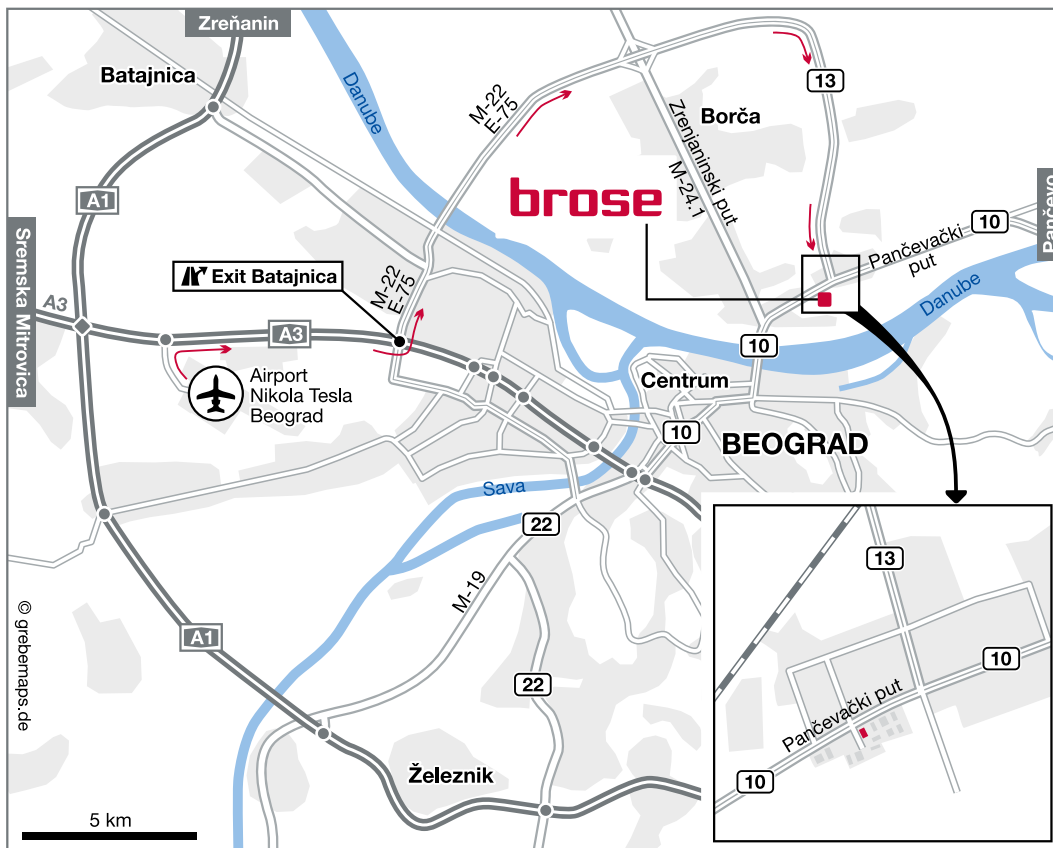 Zreňanin
Batajnica
Danube
M-22
E-75
13
Borča
Zrenjaninski put
M-24.1
brose
A1
10
Pančevo
Pančevački
put
Sremska Mitrovica
Exit Batajnica
M-22
E-75
Danube
A3
A3
10
Airport
Nikola Tesla
Beograd
Centrum
10
BEOGRAD
Sava
22
M-19
© grebemaps.de
A1
22
Železnik
5 km
13
10
Pančevački put
10